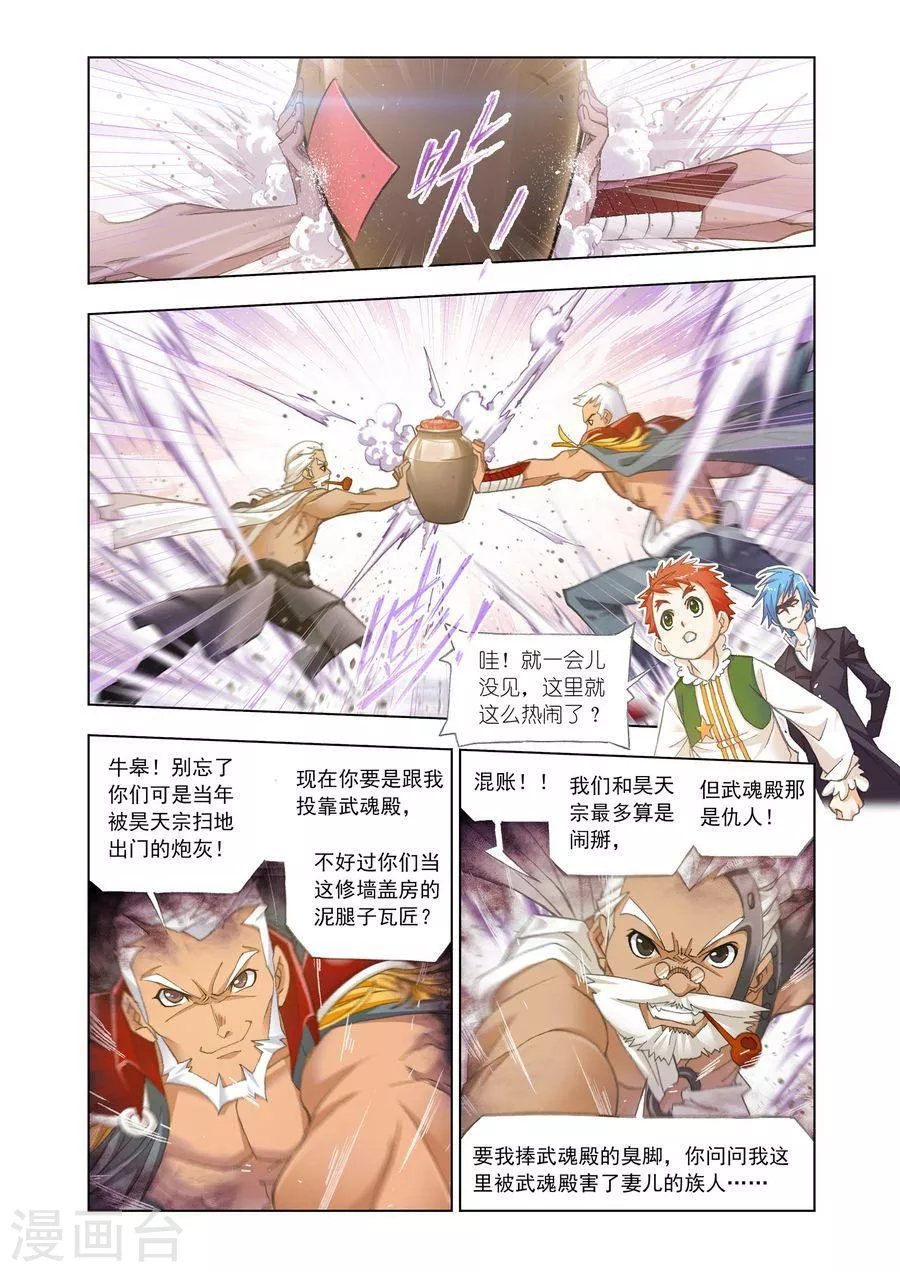 咔,
哇！就一会儿
没见，这里就
这么热闹了？
牛皋！别忘了
你们可是当年
被昊天宗扫地
出门的炮灰！
现在你要是跟我
投靠武魂殿，
不好过你们当
这修墙盖房的
泥腿子瓦匠？
混账！！
我们和昊天
宗最多算是
闹掰，
但武魂殿那
是仇人！
要我捧武魂殿的臭脚，你问问我这
里被武魂殿害了妻儿的族人……
漫画台